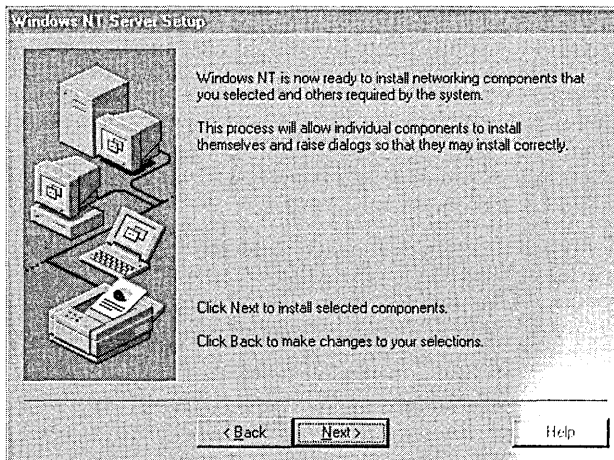 Windows NT Server Setup
Windows NT is now ready to install networking components that
you selected and others required by the system.
This process will allow individual components to install
themselves and raise dialogs so that they may install correctly.
Click Next to install selected components.
Click Back to make changes to your selections.
< Back
Next >
Help